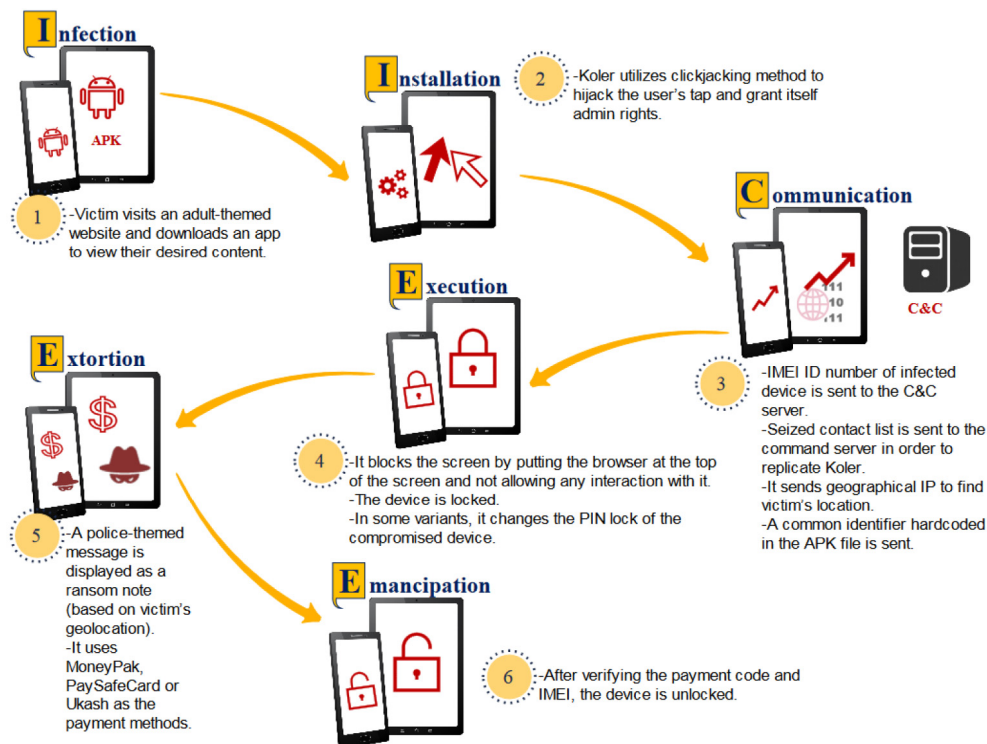 Infection
APK
1
-Victim visits an adult-themed
website and downloads an app
to view their desired content.
Installation
2
-Koler utilizes clickjacking method to
hijack the user's tap and grant itself
admin rights.
Communication
111
10
111
C&C
3
-IMEI ID number of infected
device is sent to the C&C
server.
-Seized contact list is sent to the
command server in order to
replicate Koler.
-It sends geographical IP to find
victim's location.
-A common identifier hardcoded
in the APK file is sent.
Execution
4
-It blocks the screen by putting the browser at the top
of the screen and not allowing any interaction with it.
-The device is locked.
-In some variants, it changes the PIN lock of the
compromised device.
Extortion
$
$
5
-A police-themed
message is
displayed as a
ransom note
(based on victim's
geolocation).
-It uses
MoneyPak,
PaySafeCard or
Ukash as the
payment methods.
Emancipation
6
-After verifying the payment code and
IMEI, the device is unlocked.